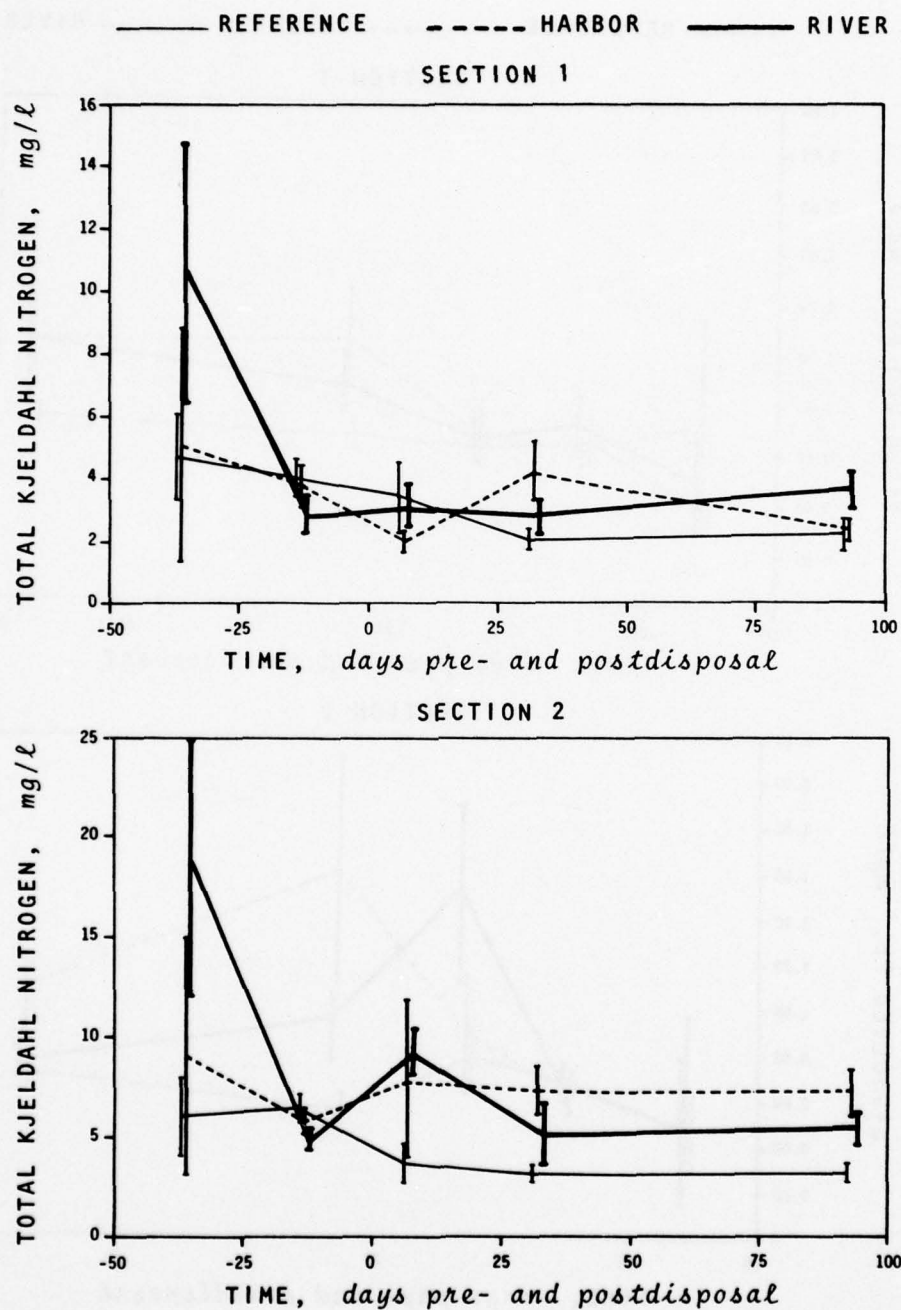 REFERENCE HARBOR RIVER
SECTION 1
TOTAL KJELDAHL NITROGEN, mg/ℓ
16
14
12
10
8
6
4
2
0
-50 -25 0 25 50 75 100
TIME, days pre- and postdisposal
SECTION 2
TOTAL KJELDAHL NITROGEN, mg/ℓ
25
20
15
10
5
0
-50 -25 0 25 50 75 100
TIME, days pre- and postdisposal